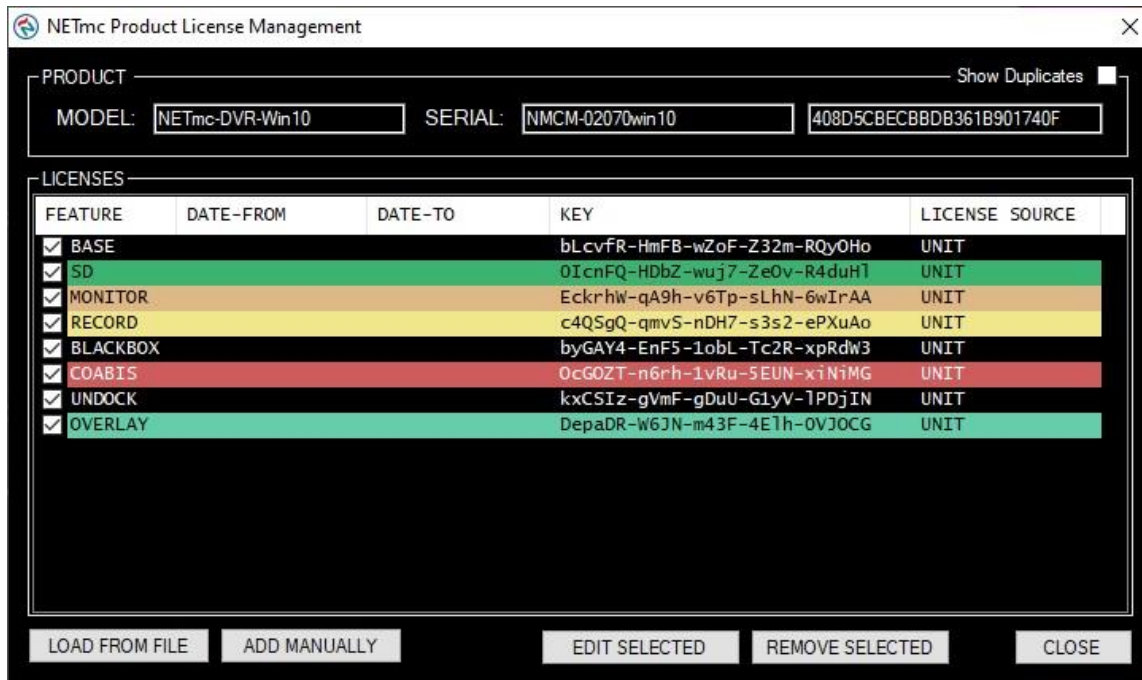 NETmc Product License Management
PRODUCT Show Duplicates
MODEL: NETmc-DVR-Win10 SERIAL: NMCM-02070win10 408D5CBECBBDB361B901740F
LICENSES
FEATURE DATE-FROM DATE-TO KEY LICENSE SOURCE
BASE bLcvfR-HmFB-wZoF-Z32m-RQyOHo UNIT
SD OIcnFQ-HDbZ-wuj7-ZeOv-R4duHl UNIT
MONITOR EckrhW-qA9h-v6Tp-sLhN-6wIrAA UNIT
RECORD c4QSgQ-qmvS-nDH7-s3s2-ePXuAo UNIT
BLACKBOX byGAY4-EnF5-1obL-Tc2R-xpRdW3 UNIT
COABIS OcGOZT-n6rh-1vRu-5EUN-xiNiMG UNIT
UNDOCK kxCSIz-gVmF-gDuU-G1yV-lPDjIN UNIT
OVERLAY DepaDR-W6JN-m43F-4Elh-OVJOCG UNIT
LOAD FROM FILE ADD MANUALLY EDIT SELECTED REMOVE SELECTED CLOSE